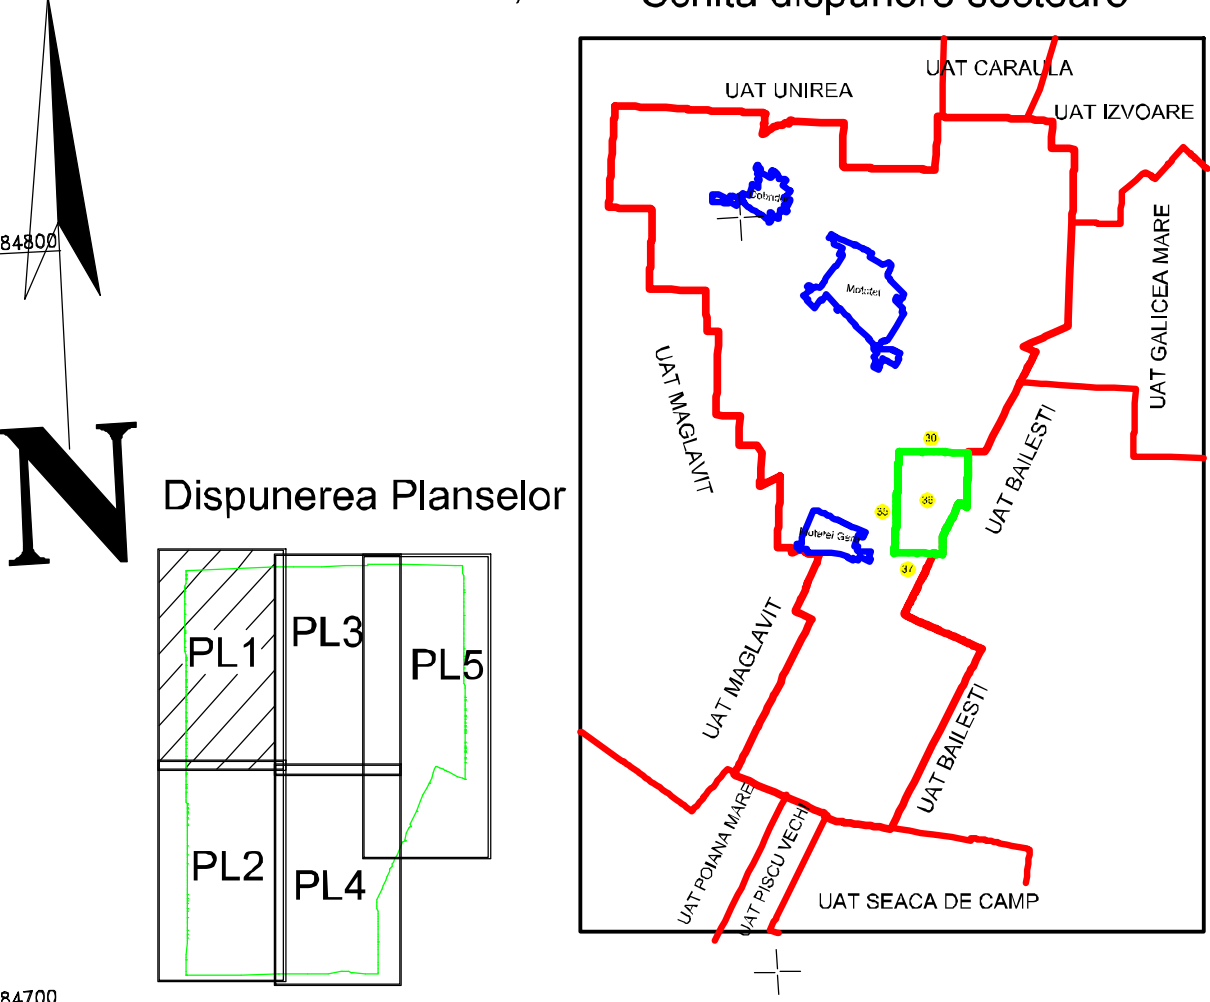 Schita dispunere sectoare
UAT CARAULA
UAT UNIREA
UAT IZVOARE
84800
UAT GALICEA MARE
Motatei
UAT MAGLAVIT
UAT BAILESTI
30
36
35
37
N
Dispunerea Planselor
Motatei Gara
PL1
PL3
PL5
PL2
PL4
UAT MAGLAVIT
UAT BAILESTI
UAT POIANA MARE
UAT PISCU VECHI
UAT SEACA DE CAMP
84700